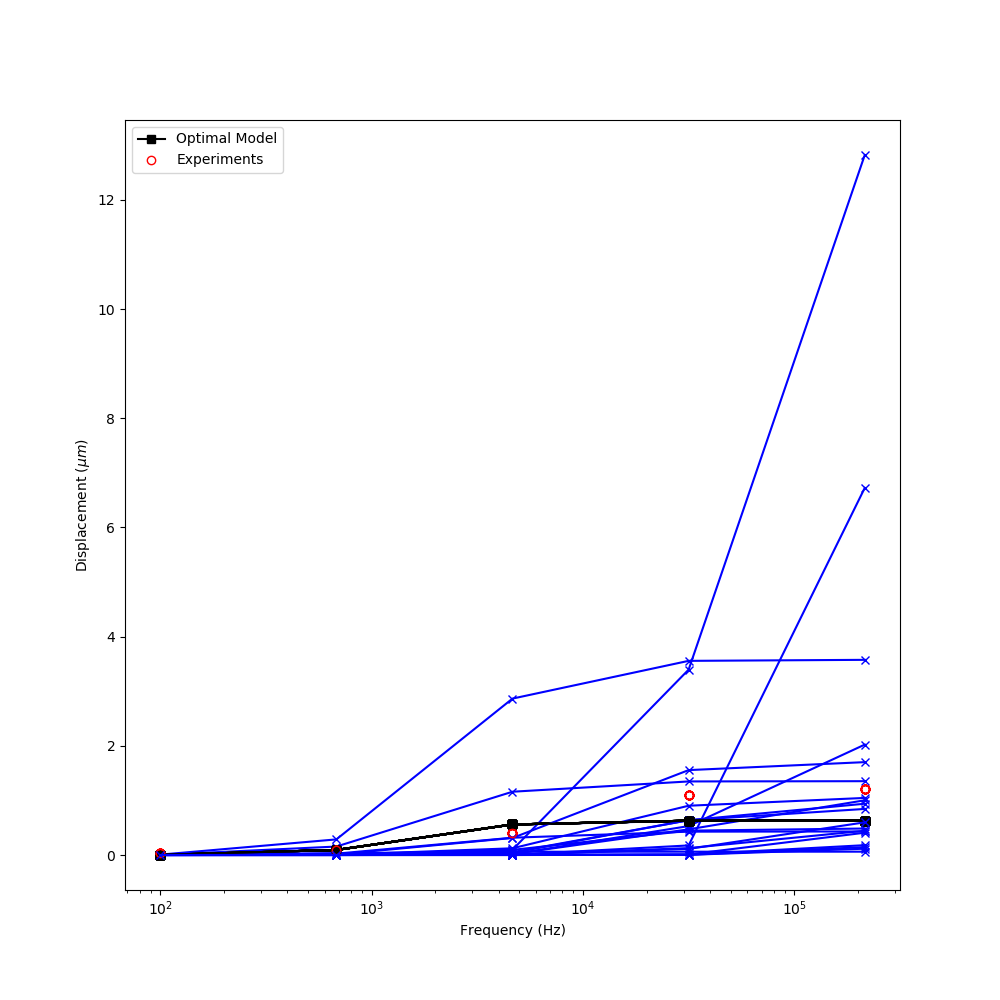 Optimal Model
Experiments
12
10
8
6
4
2
0
Displacement (μm)
10² 10³ 10⁴ 10⁵
Frequency (Hz)